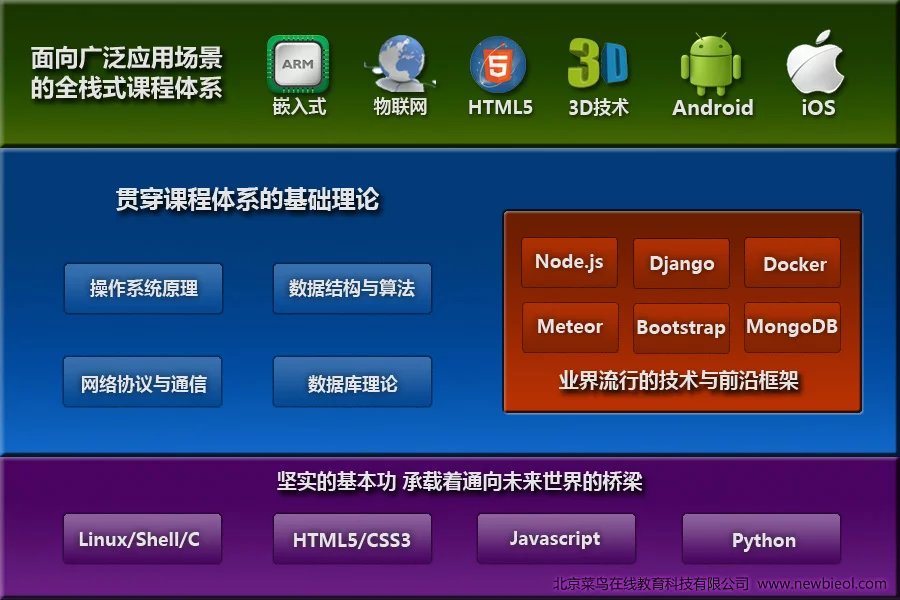 面向广泛应用场景
的全栈式课程体系
ARM
5
3D
嵌入式
物联网
HTML5
3D技术
Android
iOS
贯穿课程体系的基础理论
操作系统原理
数据结构与算法
网络协议与通信
数据库理论
Node.js
Django
Docker
Meteor
Bootstrap
MongoDB
业界流行的技术与前沿框架
坚实的基本功 承载着通向未来世界的桥梁
Linux/Shell/C
HTML5/CSS3
Javascript
Python
北京菜鸟在线教育科技有限公司 www.newbieol.com